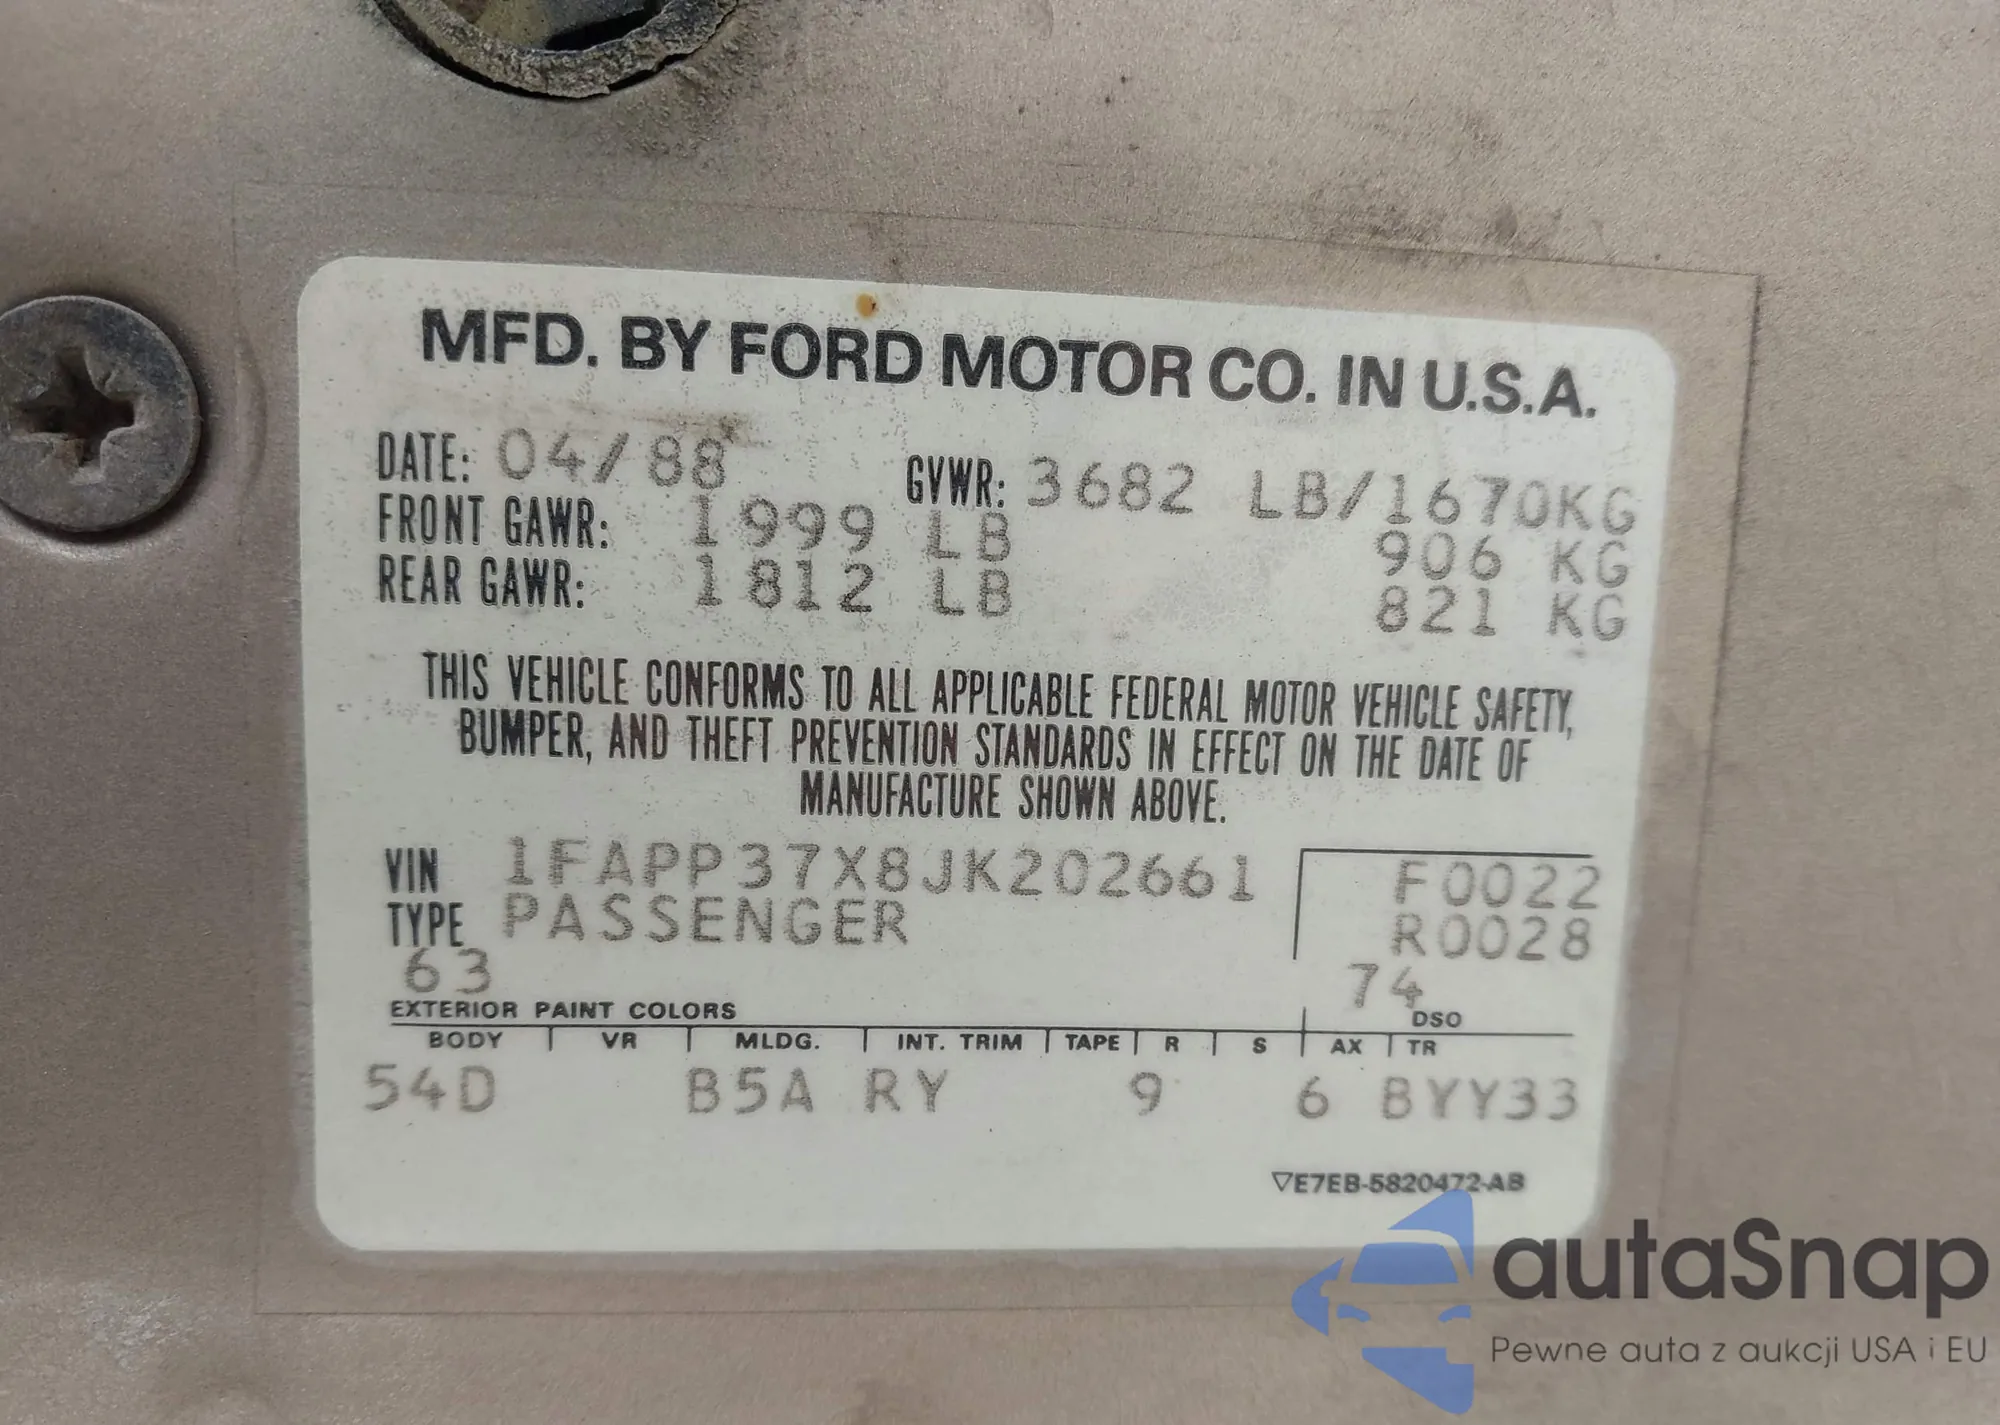 MFD. BY FORD MOTOR CO. IN U.S.A.
DATE: 04/88 GVWR: 3682 LB/1670KG
FRONT GAWR: 1999 LB 906 KG
REAR GAWR: 1812 LB 821 KG
THIS VEHICLE CONFORMS TO ALL APPLICABLE FEDERAL MOTOR VEHICLE SAFETY,
BUMPER, AND THEFT PREVENTION STANDARDS IN EFFECT ON THE DATE OF
MANUFACTURE SHOWN ABOVE.
VIN 1FAPP37X8JK202661 F0022
TYPE PASSENGER R0028
63 74
EXTERIOR PAINT COLORS DSO
BODY VR MLDG. INT. TRIM TAPE R S AX TR
54D B5A RY 9 6 BYY33
▽E7EB-5820472-AB
autaSnap
Pewne auta z aukcji USA i EU